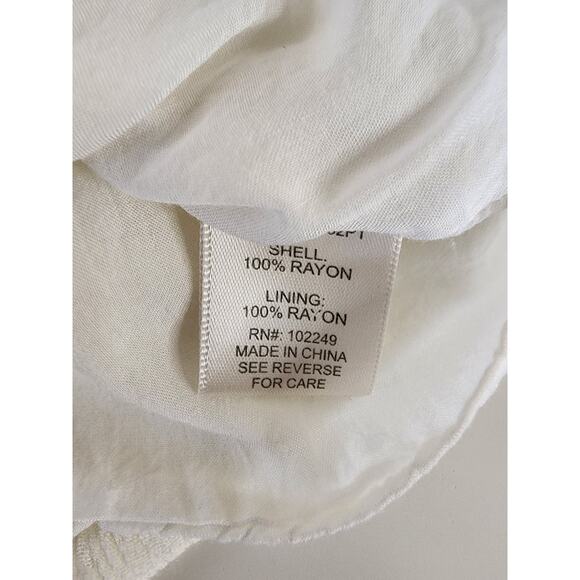 SHELL:
100% RAYON
LINING:
100% RAYON
RN#: 102249
MADE IN CHINA
SEE REVERSE
FOR CARE